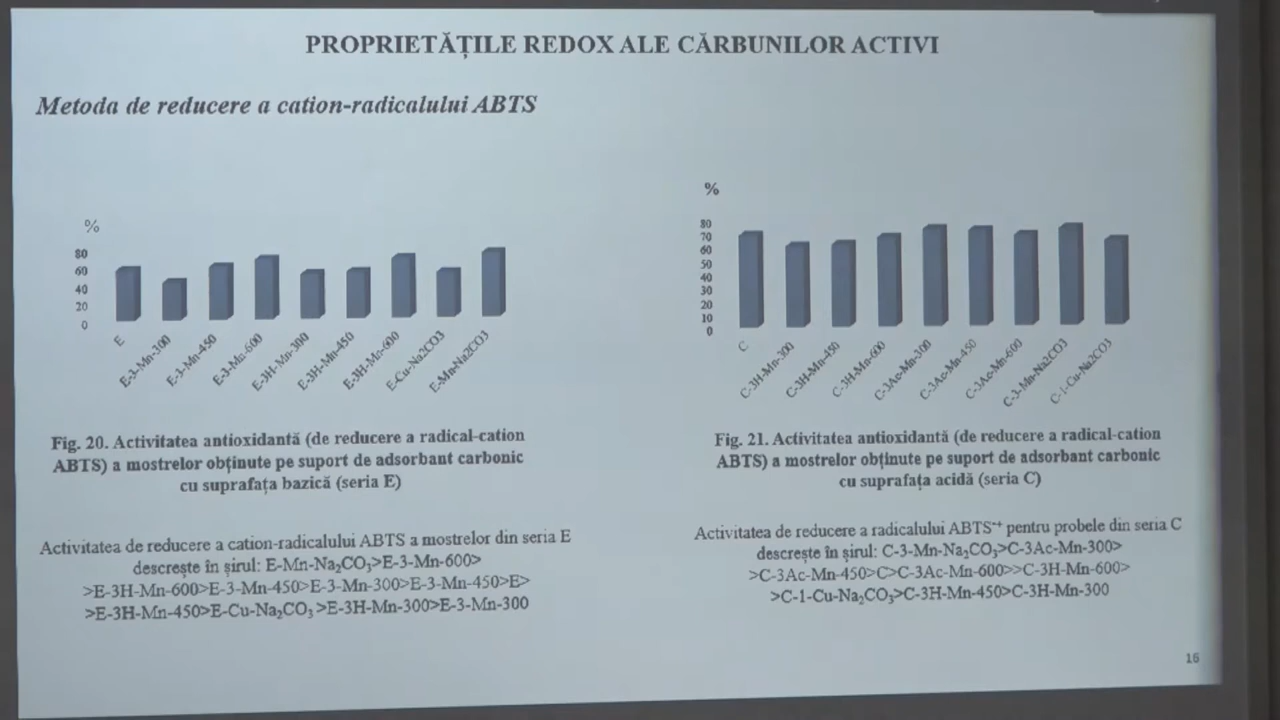 PROPRIETĂȚILE REDOX ALE CĂRBUNILOR ACTIVI
Metoda de reducere a cation-radicalului ABTS
%
80
60
40
20
0
E
E-3-Mn-300
E-3-Mn-450
E-3-Mn-600
E-3H-Mn-300
E-3H-Mn-450
E-3H-Mn-600
E-Cu-Na2CO3
E-Mn-Na2CO3
Fig. 20. Activitatea antioxidantă (de reducere a radical-cation
ABTS) a mostrelor obținute pe suport de adsorbant carbonic
cu suprafața bazică (seria E)
Activitatea de reducere a cation-radicalului ABTS a mostrelor din seria E
descrește în șirul: E-Mn-Na₂CO₃>E-3-Mn-600>
>E-3H-Mn-600>E-3-Mn-450>E-3-Mn-300>E-3-Mn-450>E>
>E-3H-Mn-450>E-Cu-Na₂CO₃ >E-3H-Mn-300>E-3-Mn-300
%
80
70
60
50
40
30
20
10
0
C
C-3H-Mn-300
C-3H-Mn-450
C-3H-Mn-600
C-3Ac-Mn-300
C-3Ac-Mn-450
C-3Ac-Mn-600
C-3-Mn-Na2CO3
C-1-Cu-Na2CO3
Fig. 21. Activitatea antioxidantă (de reducere a radical-cation
ABTS) a mostrelor obținute pe suport de adsorbant carbonic
cu suprafața acidă (seria C)
Activitatea de reducere a radicalului ABTS•+ pentru probele din seria C
descrește în șirul: C-3-Mn-Na₂CO₃>C-3Ac-Mn-300>
>C-3Ac-Mn-450>C>C-3Ac-Mn-600>>C-3H-Mn-600>
>C-1-Cu-Na₂CO₃>C-3H-Mn-450>C-3H-Mn-300
16